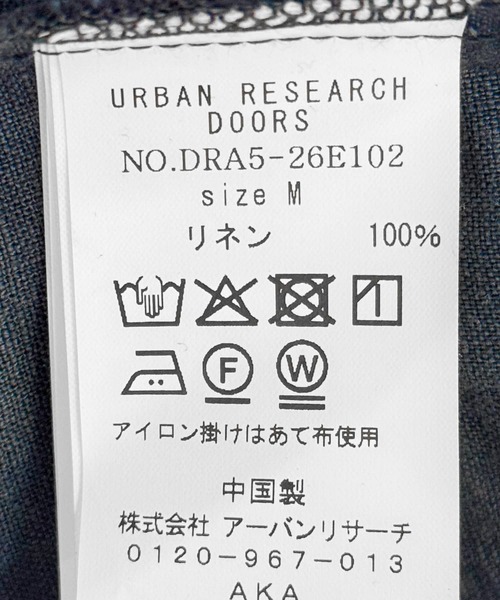 URBAN RESEARCH
DOORS
NO.DRA5-26E102
size M
リネン 100%
F W
アイロン掛けはあて布使用
中国製
株式会社 アーバンリサーチ
0120-967-013
AKA